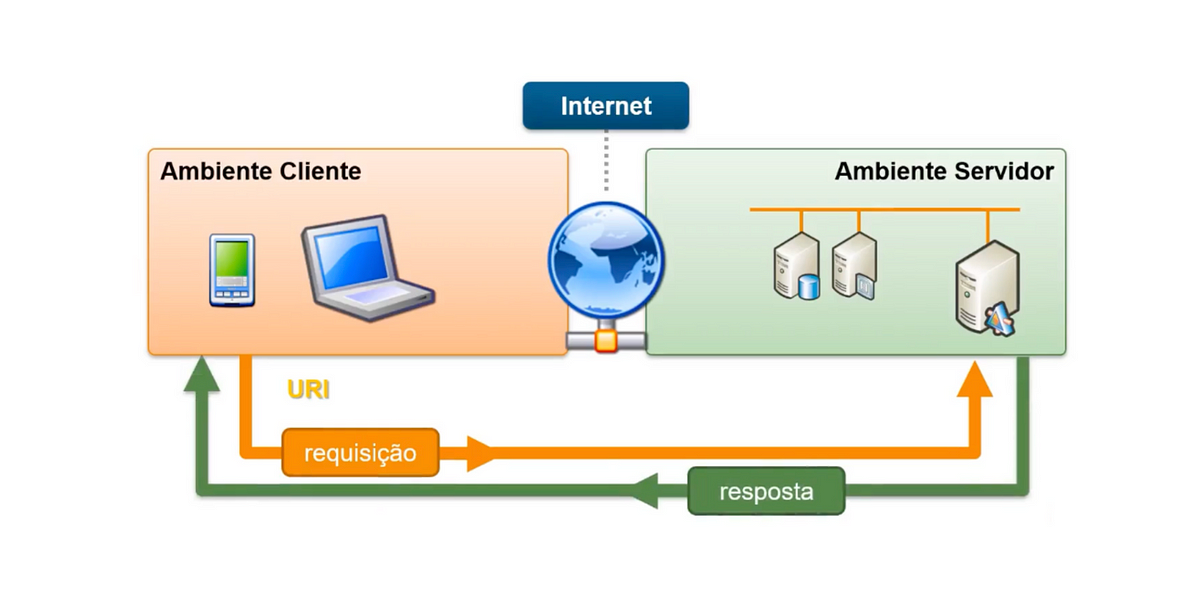 Internet
Ambiente Cliente
Ambiente Servidor
URI
requisição
resposta